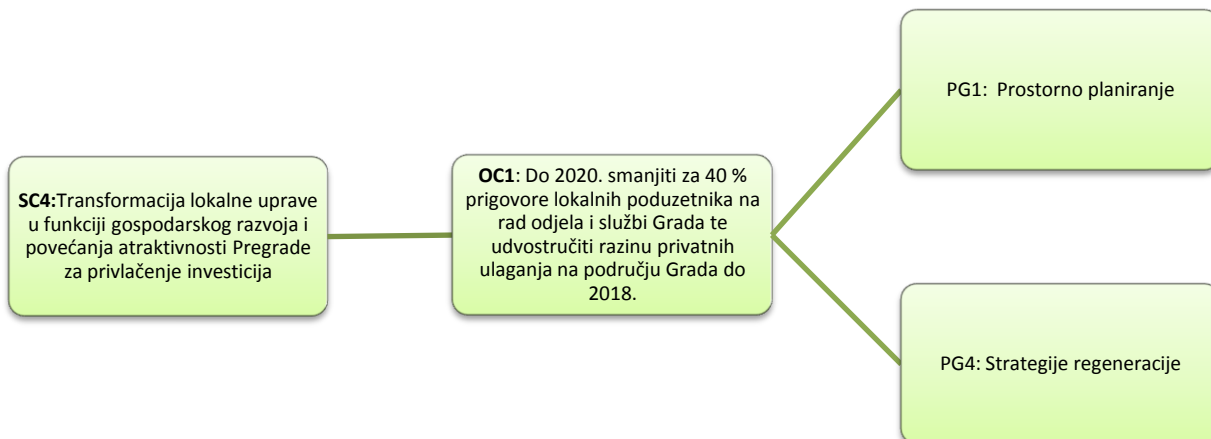 SC4:Transformacija lokalne uprave
u funkciji gospodarskog razvoja i
povećanja atraktivnosti Pregrade
za privlačenje investicija
OC1: Do 2020. smanjiti za 40 %
prigovore lokalnih poduzetnika na
rad odjela i službi Grada te
udvostručiti razinu privatnih
ulaganja na području Grada do
2018.
PG1:  Prostorno planiranje
PG4: Strategije regeneracije